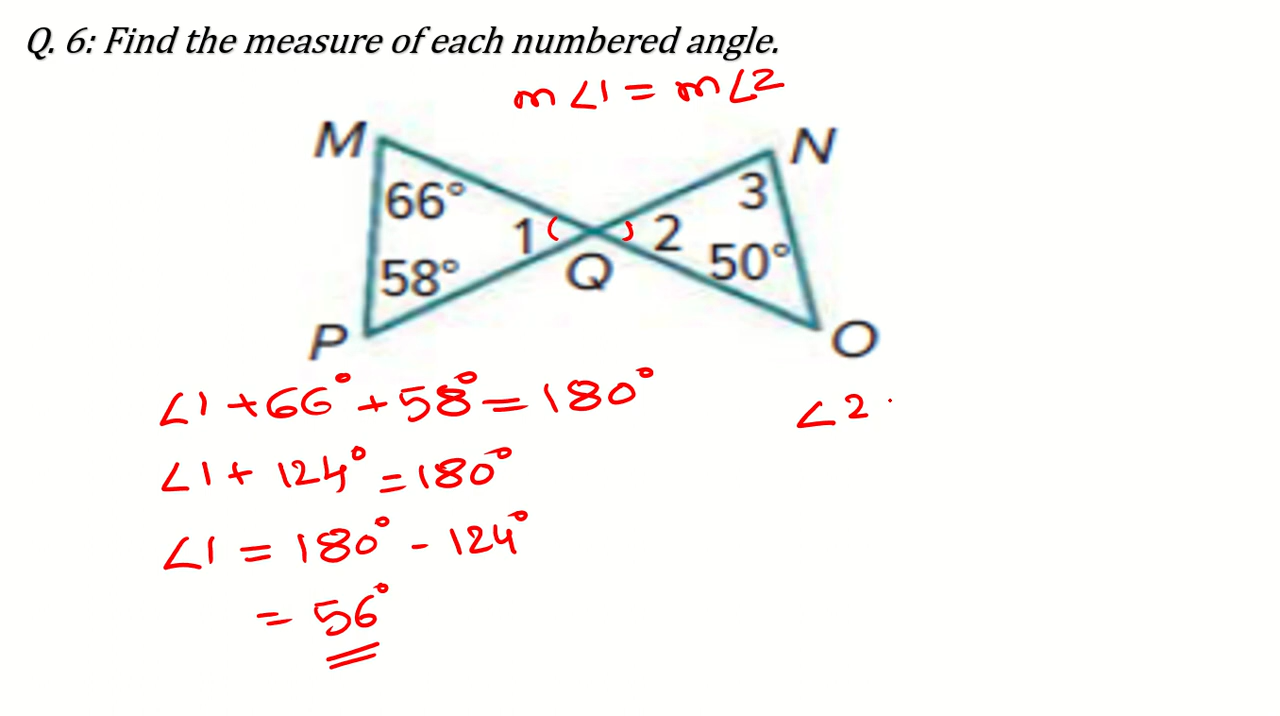 Q. 6: Find the measure of each numbered angle.
m∠1 = m∠2
M N
66° 3
1 2
58° Q 50°
P O
∠1 + 66° + 58° = 180° ∠2
∠1 + 124° = 180°
∠1 = 180° - 124°
= 56°